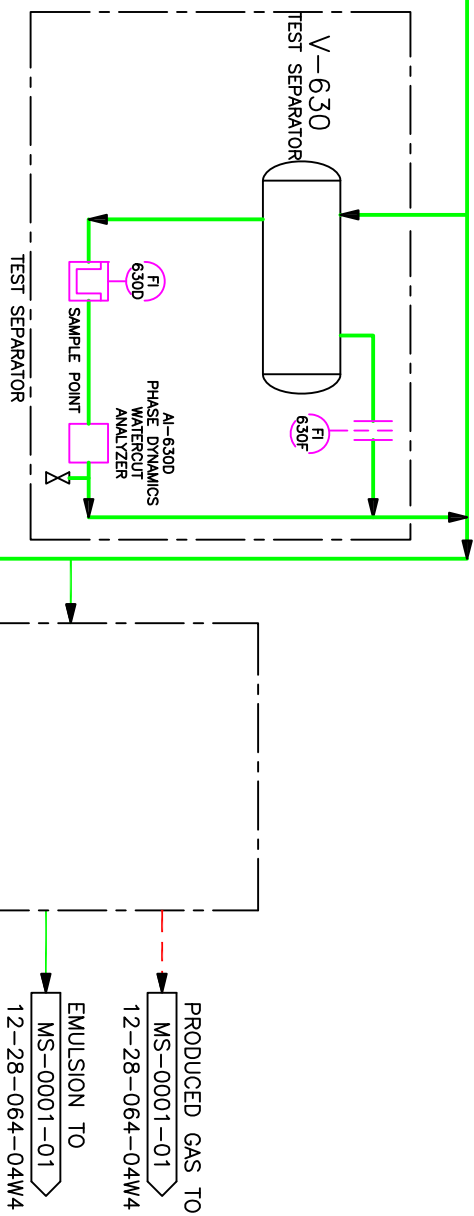 V-630
TEST SEPARATOR
FI
630D
FI
630F
SAMPLE POINT
AI-630D
PHASE DYNAMICS
WATERCUT
ANALYZER
TEST SEPARATOR
PRODUCED GAS TO
MS-0001-01
12-28-064-04W4
EMULSION TO
MS-0001-01
12-28-064-04W4